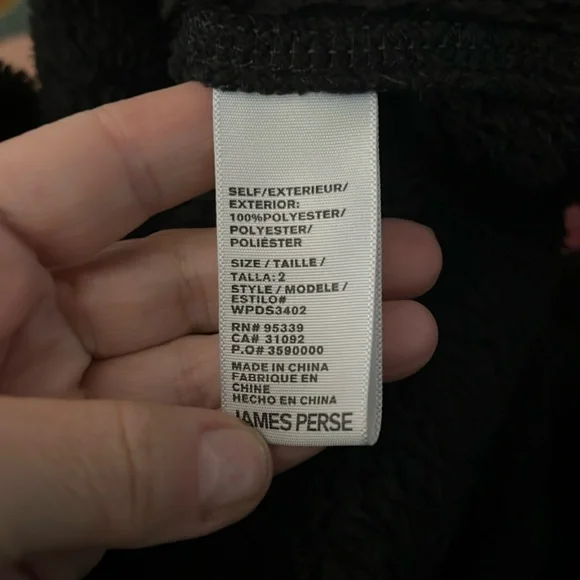 SELF/EXTERIEUR/
EXTERIOR:
100%POLYESTER/
POLYESTER/
POLIÉSTER
SIZE / TAILLE /
TALLA: 2
STYLE / MODELE /
ESTILO#
WPDS3402
RN# 95339
CA# 31092
P.O# 3590000
MADE IN CHINA
FABRIQUE EN
CHINE
HECHO EN CHINA
JAMES PERSE